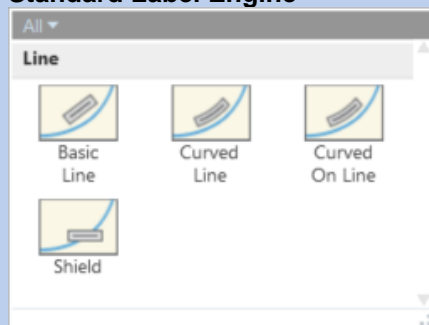 Standard Label Engine
All
Line
Basic
Line
Curved
Line
Curved
On Line
Shield